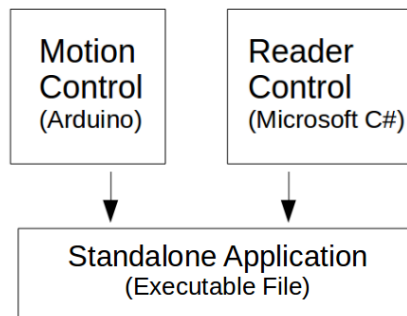 Motion
Control
(Arduino)
Reader
Control
(Microsoft C#)
Standalone Application
(Executable File)